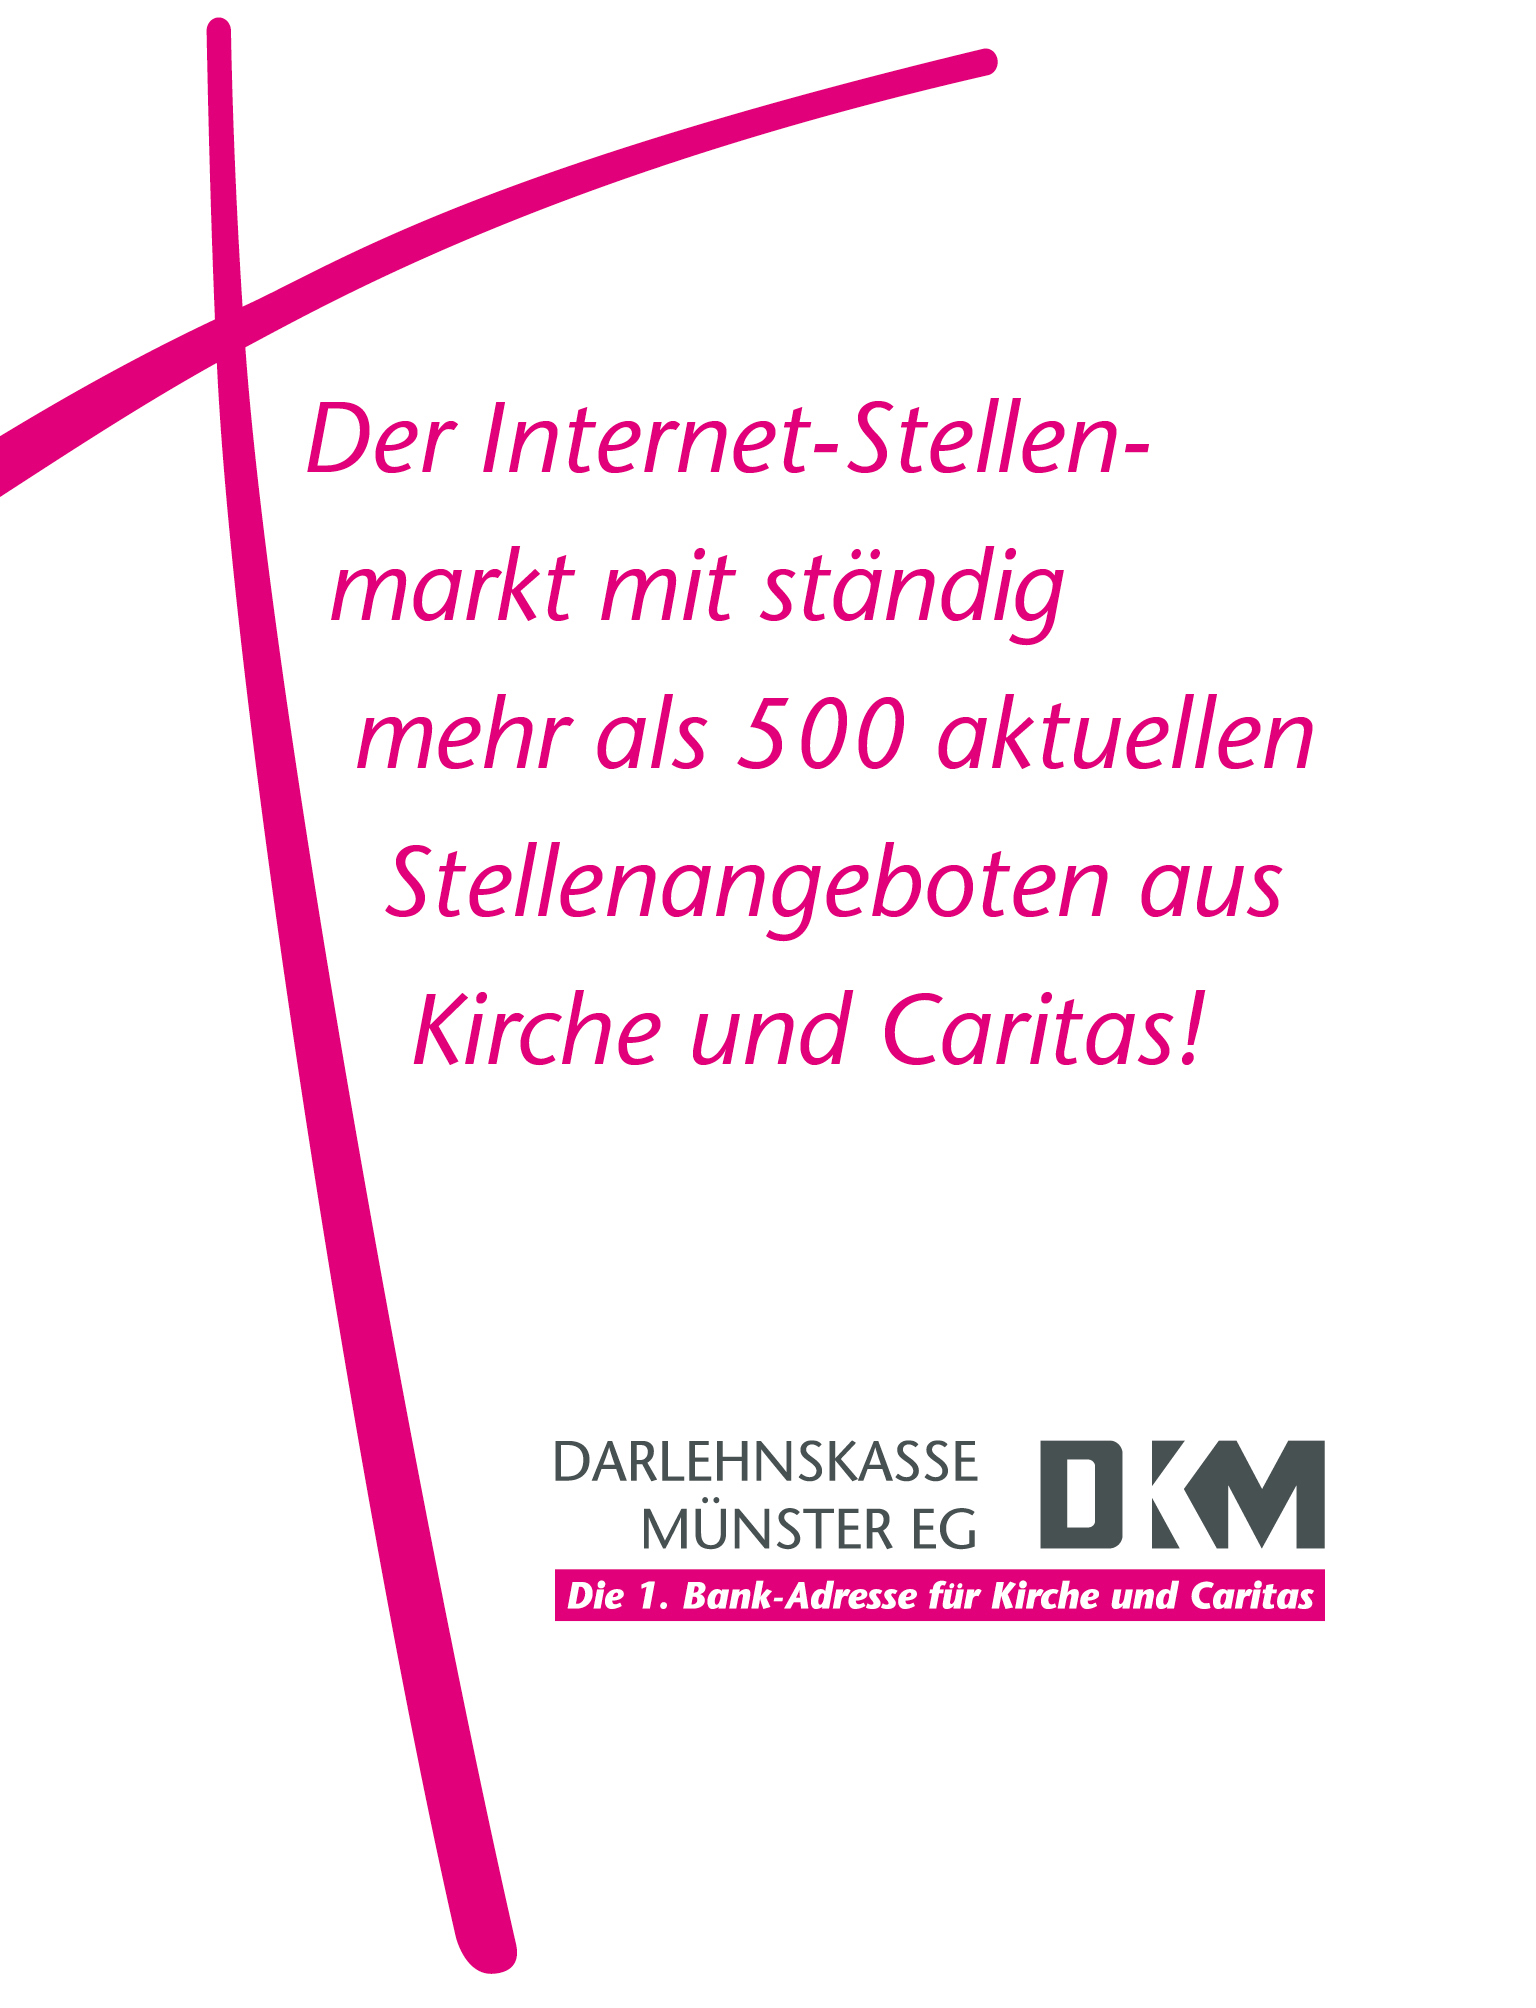 Der Internet-Stellen-
markt mit ständig
mehr als 500 aktuellen
Stellenangeboten aus
Kirche und Caritas!
DARLEHNSKASSE
MÜNSTER EG
DKM
Die 1. Bank-Adresse für Kirche und Caritas